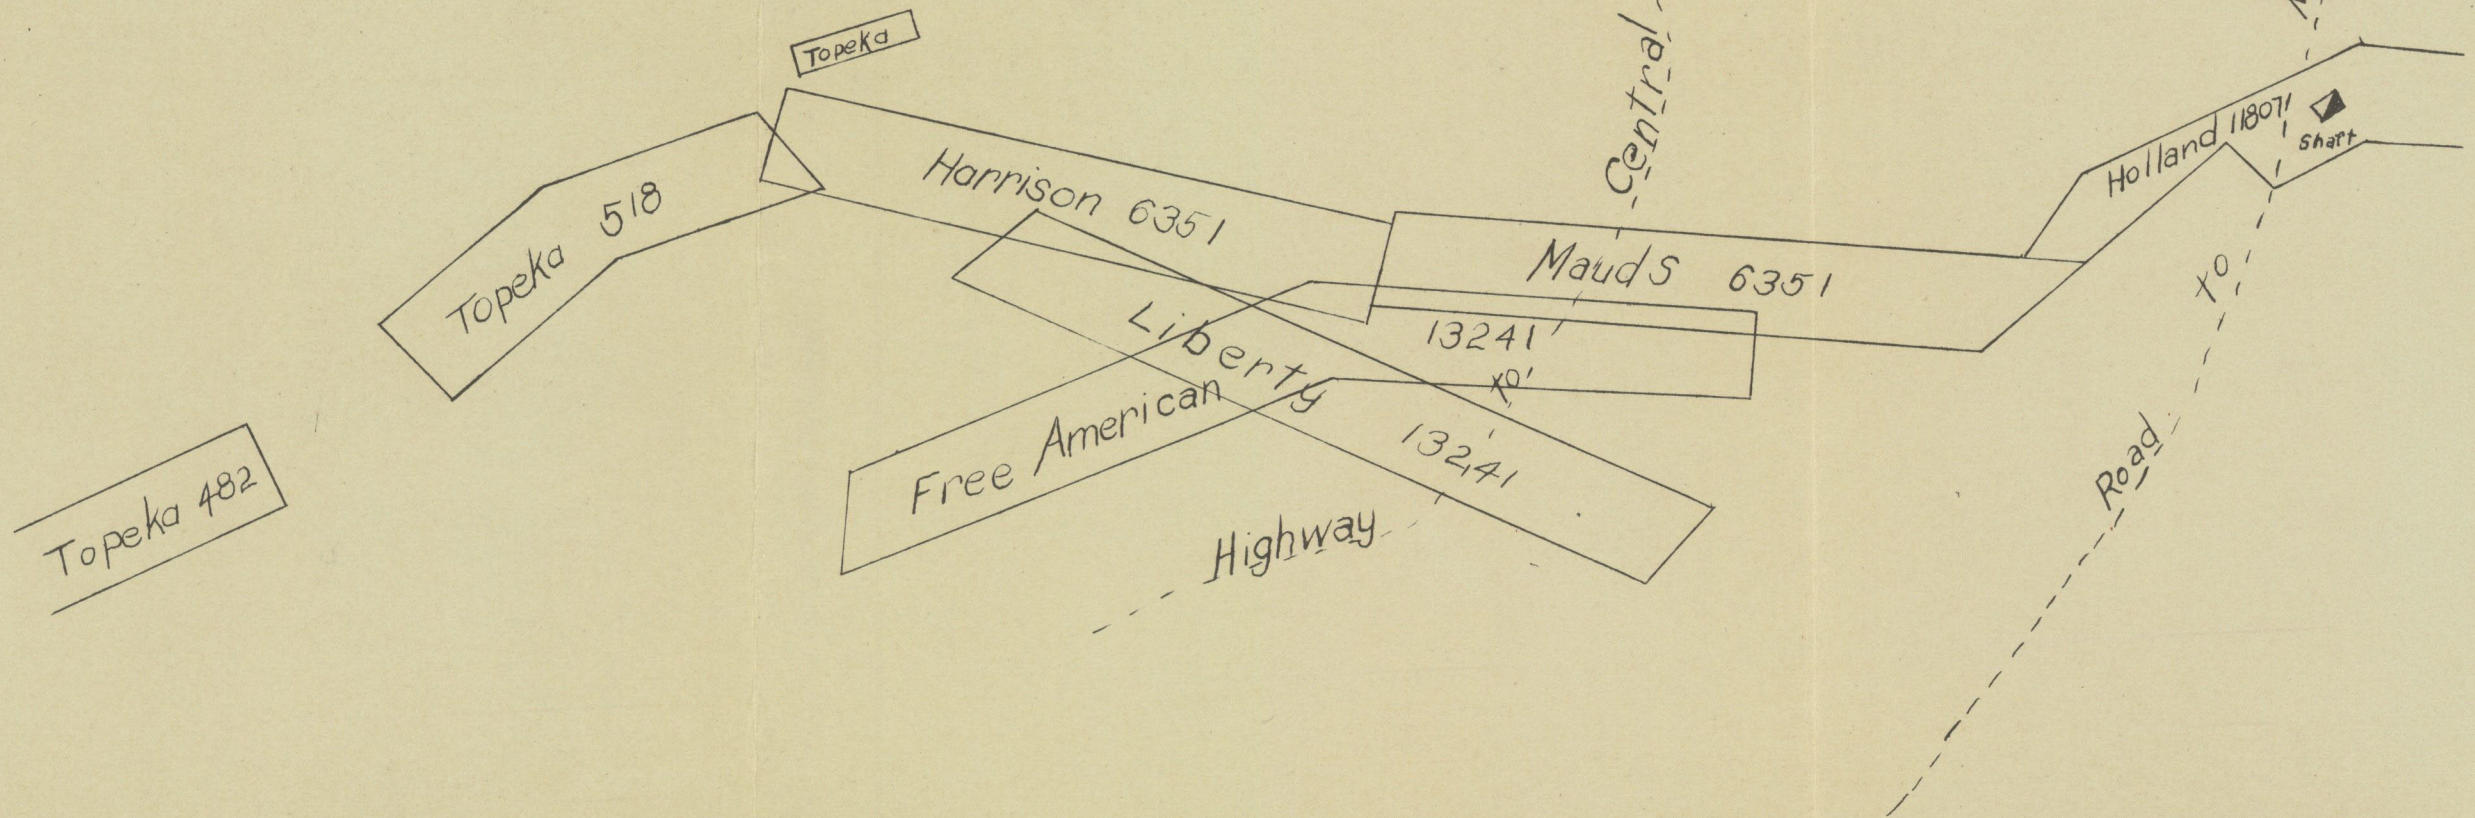 Topeka
Central
Topeka 518
Harrison 6351
Maud S 6351
Holland 11807
Shaft
Liberty
13241
Free American
13241
Topeka 482
Highway
Road